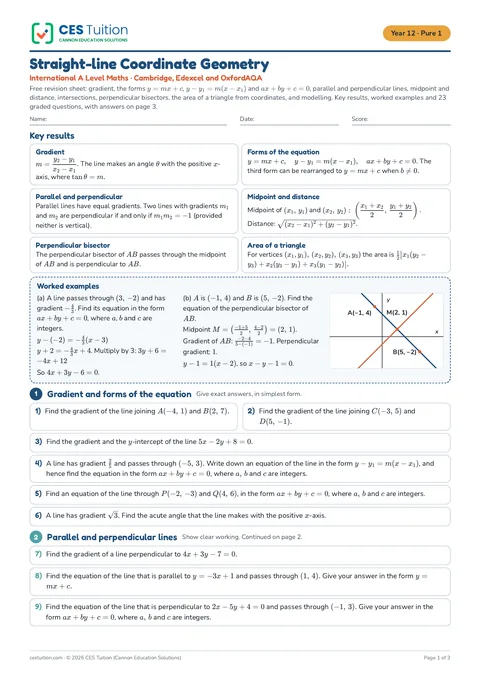 CES Tuition
CANNON EDUCATION SOLUTIONS
Year 12 · Pure 1
Straight-line Coordinate Geometry
International A Level Maths · Cambridge, Edexcel and OxfordAQA
Free revision sheet: gradient, the forms y = mx + c, y − y₁ = m(x − x₁) and ax + by + c = 0, parallel and perpendicular lines, midpoint and
distance, intersections, perpendicular bisectors, the area of a triangle from coordinates, and modelling. Key results, worked examples and 23
graded questions, with answers on page 3.
Name: Date: Score:
Key results
Gradient
m = (y₂ − y₁)/(x₂ − x₁). The line makes an angle θ with the positive x-
axis, where tan θ = m.
Forms of the equation
y = mx + c, y − y₁ = m(x − x₁), ax + by + c = 0. The
third form can be rearranged to y = mx + c when b ≠ 0.
Parallel and perpendicular
Parallel lines have equal gradients. Two lines with gradients m₁
and m₂ are perpendicular if and only if m₁m₂ = −1 (provided
neither is vertical).
Midpoint and distance
Midpoint of (x₁, y₁) and (x₂, y₂) : ((x₁ + x₂)/2, (y₁ + y₂)/2).
Distance: √((x₂ − x₁)² + (y₂ − y₁)²).
Perpendicular bisector
The perpendicular bisector of AB passes through the midpoint
of AB and is perpendicular to AB.
Area of a triangle
For vertices (x₁, y₁), (x₂, y₂), (x₃, y₃) the area is ½|x₁(y₂ −
y₃) + x₂(y₃ − y₁) + x₃(y₁ − y₂)|.
Worked examples
(a) A line passes through (3, −2) and has
gradient −4/3. Find its equation in the form
ax + by + c = 0, where a, b and c are
integers.
y − (−2) = −4/3(x − 3)
y + 2 = −4/3x + 4. Multiply by 3: 3y + 6 =
−4x + 12
So 4x + 3y − 6 = 0.
(b) A is (−1, 4) and B is (5, −2). Find the
equation of the perpendicular bisector of
AB.
Midpoint M = ((−1+5)/2, (4−2)/2) = (2, 1).
Gradient of AB: (−2−4)/(5−(−1)) = −1. Perpendicular
gradient: 1.
y − 1 = 1(x − 2), so x − y − 1 = 0.
y
A(−1, 4)
M(2, 1)
x
B(5, −2)
1 Gradient and forms of the equation Give exact answers, in simplest form.
1) Find the gradient of the line joining A(−4, 1) and B(2, 7).
2) Find the gradient of the line joining C(−3, 5) and
D(5, −1).
3) Find the gradient and the y-intercept of the line 5x − 2y + 8 = 0.
4) A line has gradient and passes through (−5, 3). Write down an equation of the line in the form y − y₁ = m(x − x₁), and
hence find the equation in the form ax + by + c = 0, where a, b and c are integers.
5) Find an equation of the line through P(−2, −3) and Q(4, 6), in the form ax + by + c = 0, where a, b and c are integers.
6) A line has gradient √3. Find the acute angle that the line makes with the positive x-axis.
2 Parallel and perpendicular lines Show clear working. Continued on page 2.
7) Find the gradient of a line perpendicular to 4x + 3y − 7 = 0.
8) Find the equation of the line that is parallel to y = −3x + 1 and passes through (1, 4). Give your answer in the form y =
mx + c.
9) Find the equation of the line that is perpendicular to 2x − 5y + 4 = 0 and passes through (−1, 3). Give your answer in the
form ax + by + c = 0, where a, b and c are integers.
cestuition.com · © 2026 CES Tuition (Cannon Education Solutions)
Page 1 of 3